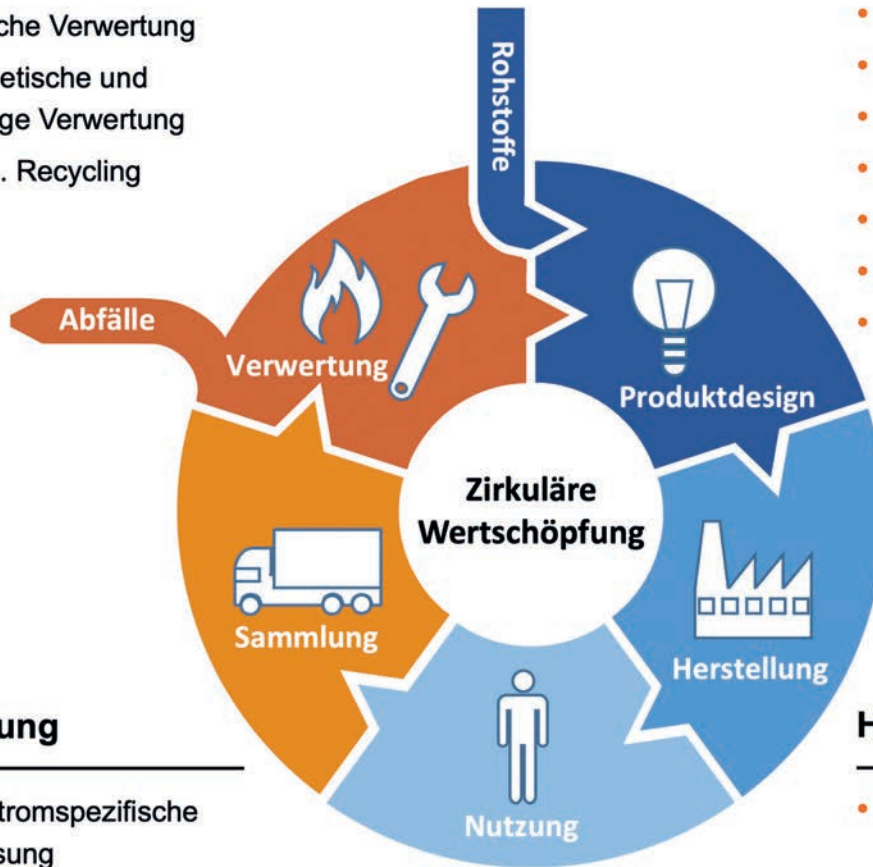 che Verwertung
etische und
ge Verwertung
. Recycling
Rohstoffe
Abfälle
Verwertung
Produktdesign
Zirkuläre
Wertschöpfung
Sammlung
Herstellung
Nutzung
ung
tromspezifische
sung
H